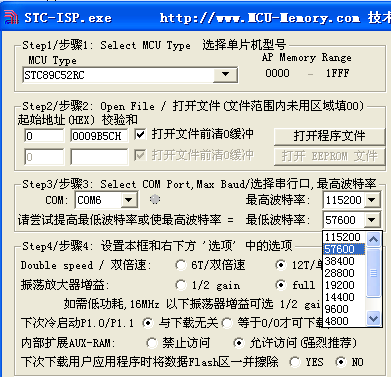 STC-ISP.exe http://www.MCU-Memory.com 技术
Step1/步骤1: Select MCU Type 选择单片机型号
MCU Type AP Memory Range
STC89C52RC 0000 - 1FFF
Step2/步骤2: Open File / 打开文件(文件范围内未用区域填00)
起始地址(HEX) 校验和
0 0009B5CH 打开文件前清0缓冲 打开程序文件
0 打开文件前清0缓冲 打开 EEPROM 文件
Step3/步骤3: Select COM Port,Max Baud/选择串行口,最高波特率
COM: COM6 最高波特率: 115200
请尝试提高最低波特率或使最高波特率 = 最低波特率: 57600
115200
57600
38400
28800
19200
14400
9600
4800
Step4/步骤4: 设置本框和右下方 '选项' 中的选项
Double speed / 双倍速: 6T/双倍速 12T/单
振荡放大器增益: 1/2 gain full
如需低功耗,16MHz 以下振荡器增益可选 1/2 gain
下次冷启动P1.0/P1.1 与下载无关 等于0/0才可下载
内部扩展AUX-RAM: 禁止访问 允许访问(强烈推荐)
下次下载用户应用程序时将数据Flash区一并擦除 YES NO